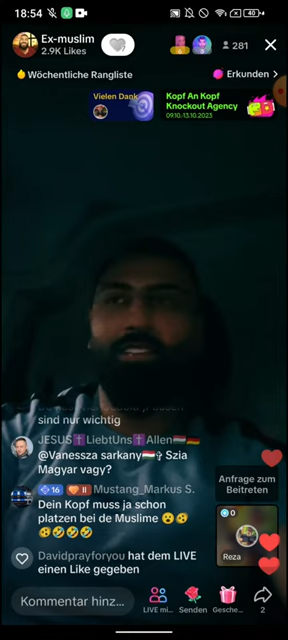 18:54
40
Ex-muslim
2.9K Likes
281
Wöchentliche Rangliste
Erkunden >
Vielen Dank
Kopf An Kopf
Knockout Agency
09.10-13.10.2023
sind nur wichtig
JESUS✝️LiebtUns✝️Allen🇭🇺🇩🇪
@Vanessza sarkany🇭🇺✞ Szia
Magyar vagy?
16 II Mustang_Markus S.
Dein Kopf muss ja schon
platzen bei de Muslime 😮🤣
🤣🤣🤣🤣
Anfrage zum
Beitreten
0
Reza
Davidprayforyou hat dem LIVE
einen Like gegeben
Kommentar hinz...
LIVE mi...
Senden
Gesche...
2